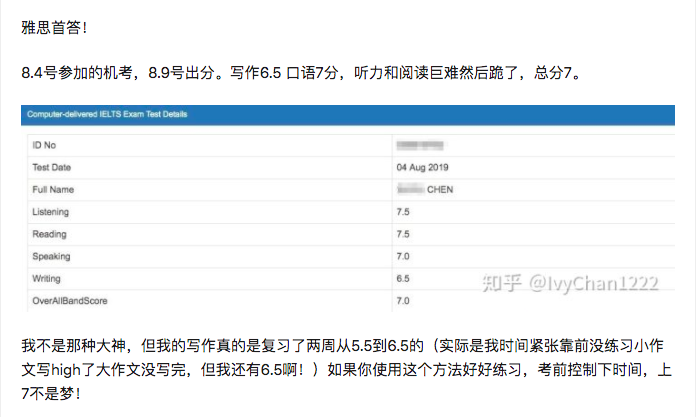 雅思首答！
8.4号参加的机考，8.9号出分。写作6.5 口语7分，听力和阅读巨难然后跪了，总分7。
Computer-delivered IELTS Exam Test Details
ID No
Test Date 04 Aug 2019
Full Name CHEN
Listening 7.5
Reading 7.5
Speaking 7.0
Writing 6.5
OverAllBandScore 7.0
知乎 @IvyChan1222
我不是那种大神，但我的写作真的是复习了两周从5.5到6.5的（实际是我时间紧张靠前没练习小作
文写high了大作文没写完，但我还有6.5啊！）如果你使用这个方法好好练习，考前控制下时间，上
7不是梦！